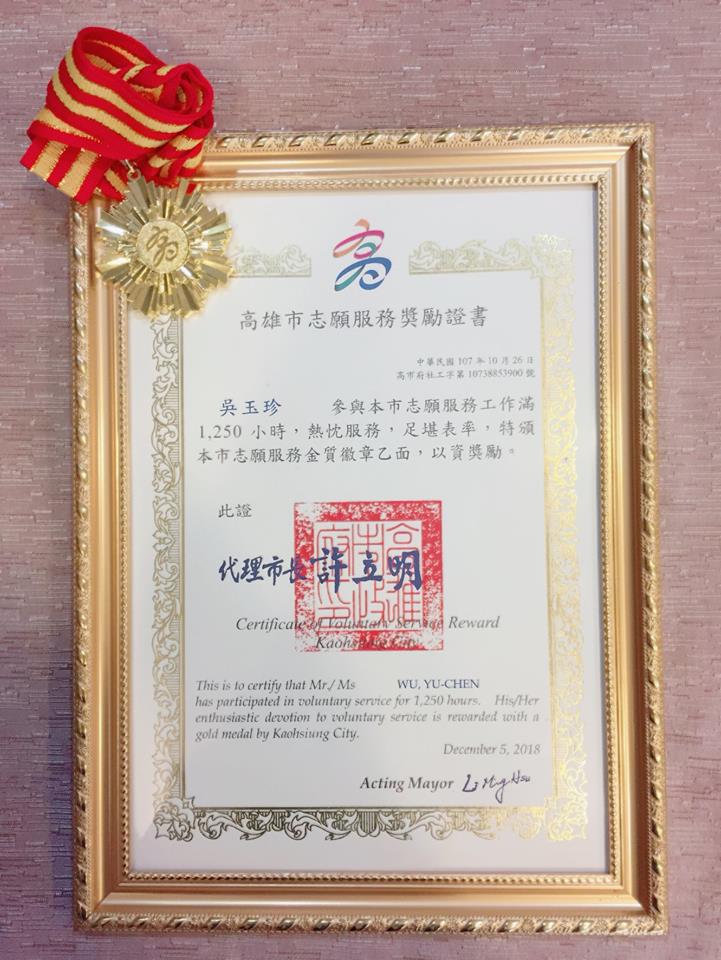 高雄市志願服務獎勵證書
中華民國 107 年 10 月 26 日
高市府社工字第 10738853900 號
吳玉珍 參與本市志願服務工作滿
1,250 小時，熱忱服務，足堪表率，特頒
本市志願服務金質徽章乙面，以資獎勵。
此證
代理市長 許立明
Certificate of Voluntary Service Reward
Kaohsiung City
This is to certify that Mr./ Ms WU, YU-CHEN
has participated in voluntary service for 1,250 hours. His/Her
enthusiastic devotion to voluntary service is rewarded with a
gold medal by Kaohsiung City.
December 5, 2018
Acting Mayor Li Ming Hsu